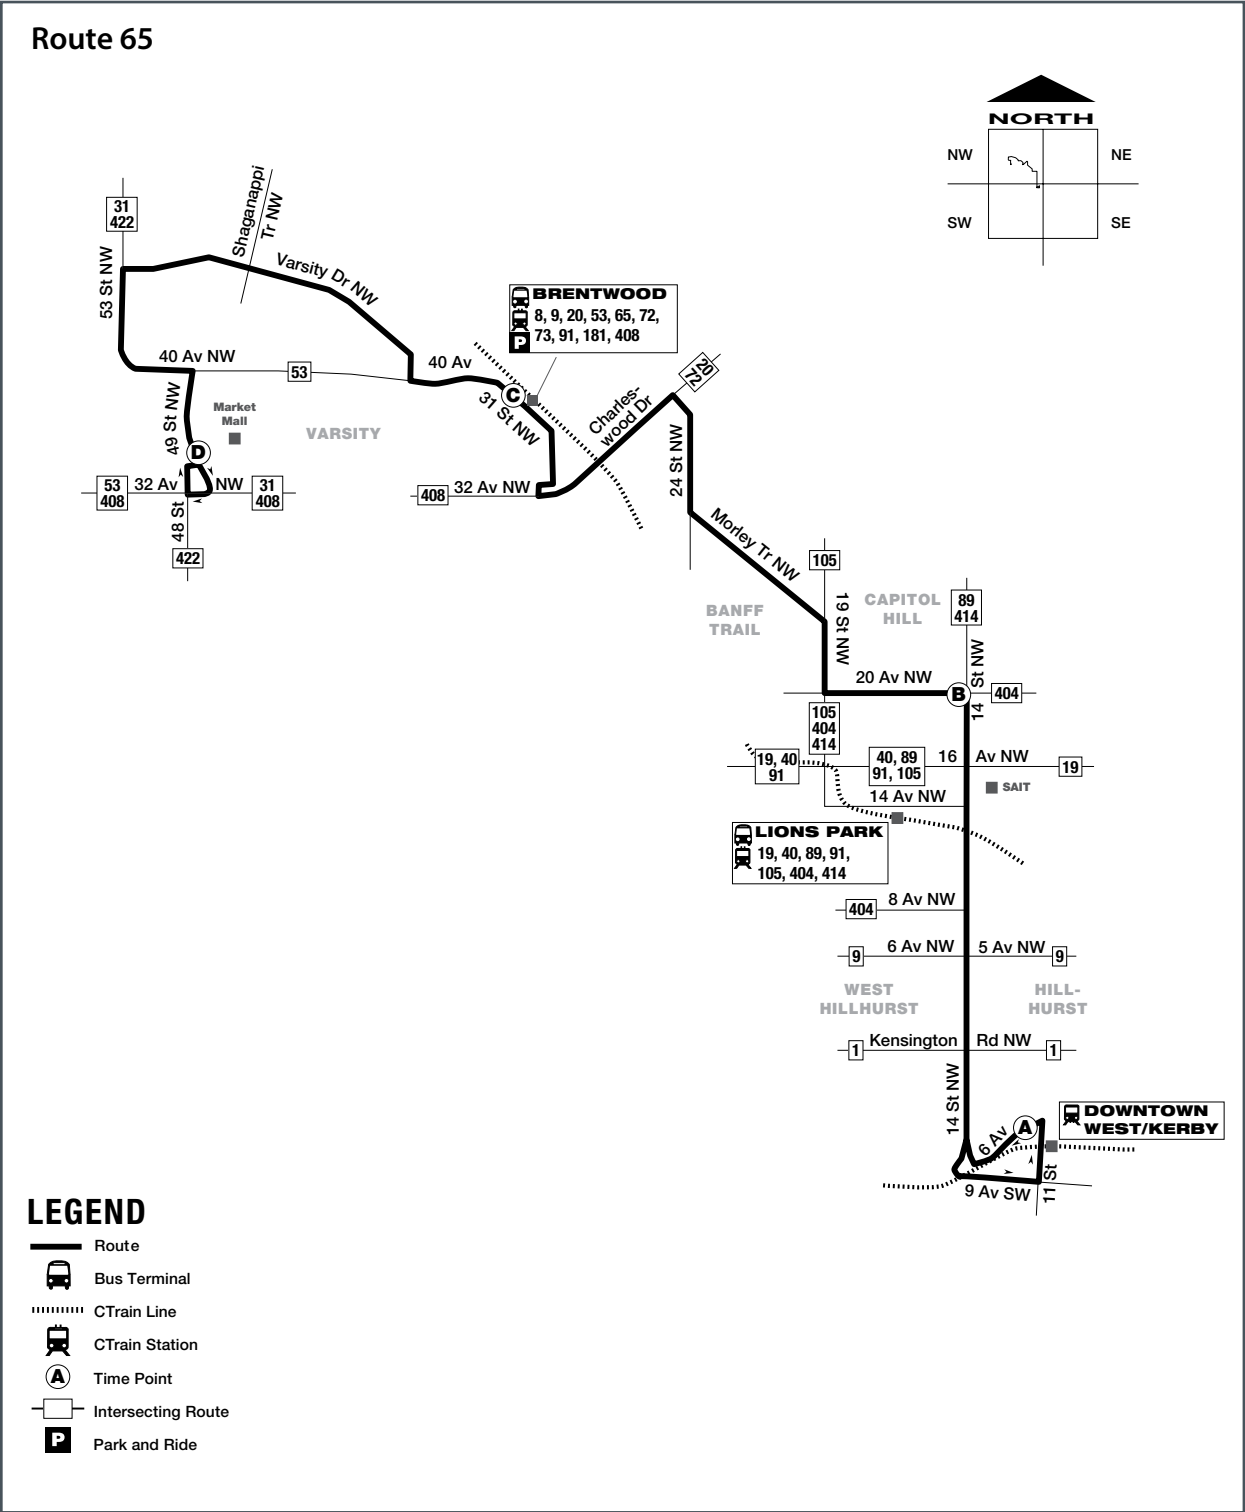 Route 65
NORTH
NW
NE
SW
SE
Shaganappi
Tr NW
31
422
53 St NW
Varsity Dr NW
BRENTWOOD
8, 9, 20, 53, 65, 72,
P
73, 91, 181, 408
40 Av NW
53
40 Av
C
31 St NW
20
72
Charles-
wood Dr
49 St NW
Market
Mall
VARSITY
D
24 St NW
53
408
32 Av
NW
31
408
408
32 Av NW
48 St
422
Morley Tr NW
105
BANFF
TRAIL
19 St NW
CAPITOL
HILL
89
414
14 St NW
20 Av NW
B
404
105
404
414
19, 40
91
40, 89
91, 105
16
Av NW
19
SAIT
14 Av NW
LIONS PARK
19, 40, 89, 91,
105, 404, 414
404
8 Av NW
9
6 Av NW
5 Av NW
9
WEST
HILLHURST
HILL-
HURST
1
Kensington
Rd NW
1
14 St NW
DOWNTOWN
WEST/KERBY
6 Av
A
9 Av SW
11 St
LEGEND
Route
Bus Terminal
CTrain Line
CTrain Station
A
Time Point
Intersecting Route
P
Park and Ride